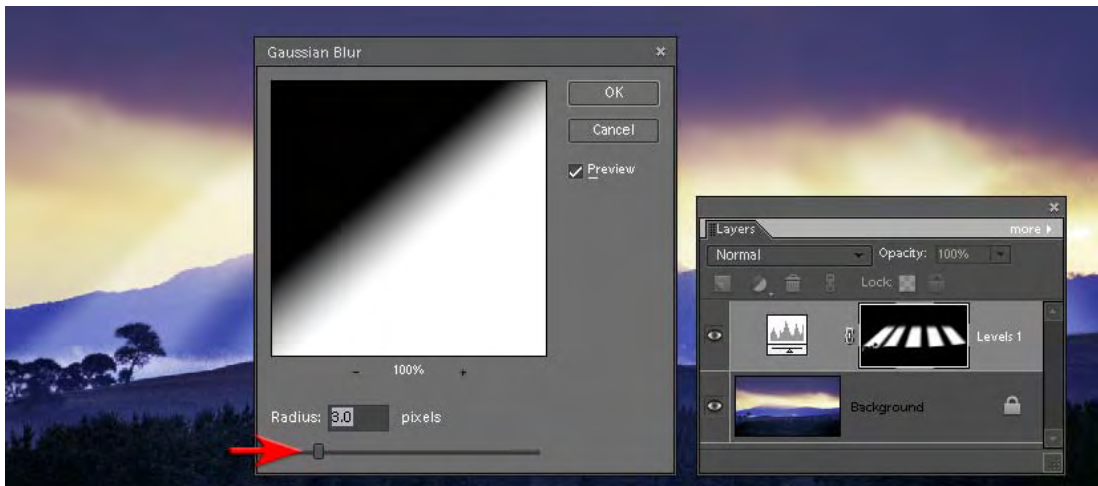 Gaussian Blur
OK
Cancel
Preview
- 100% +
Radius: 3.0 pixels
Layers more
Normal Opacity: 100%
Lock:
Levels 1
Background